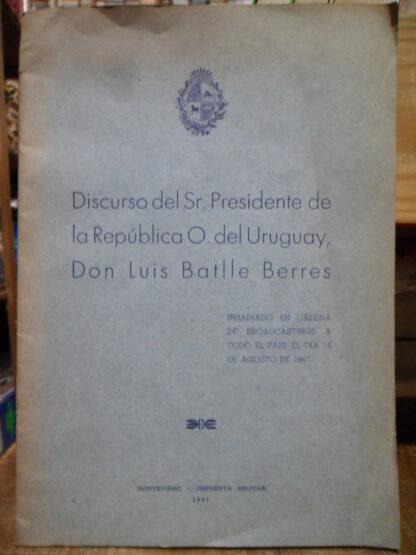 Discurso del Sr. Presidente de
la República O. del Uruguay,
Don Luis Batlle Berres
IRRADIADO EN CADENA
DE BROADCASTINGS A
TODO EL PAIS, EL DIA 14
DE AGOSTO DE 1947
MONTEVIDEO — IMPRENTA MILITAR
1947